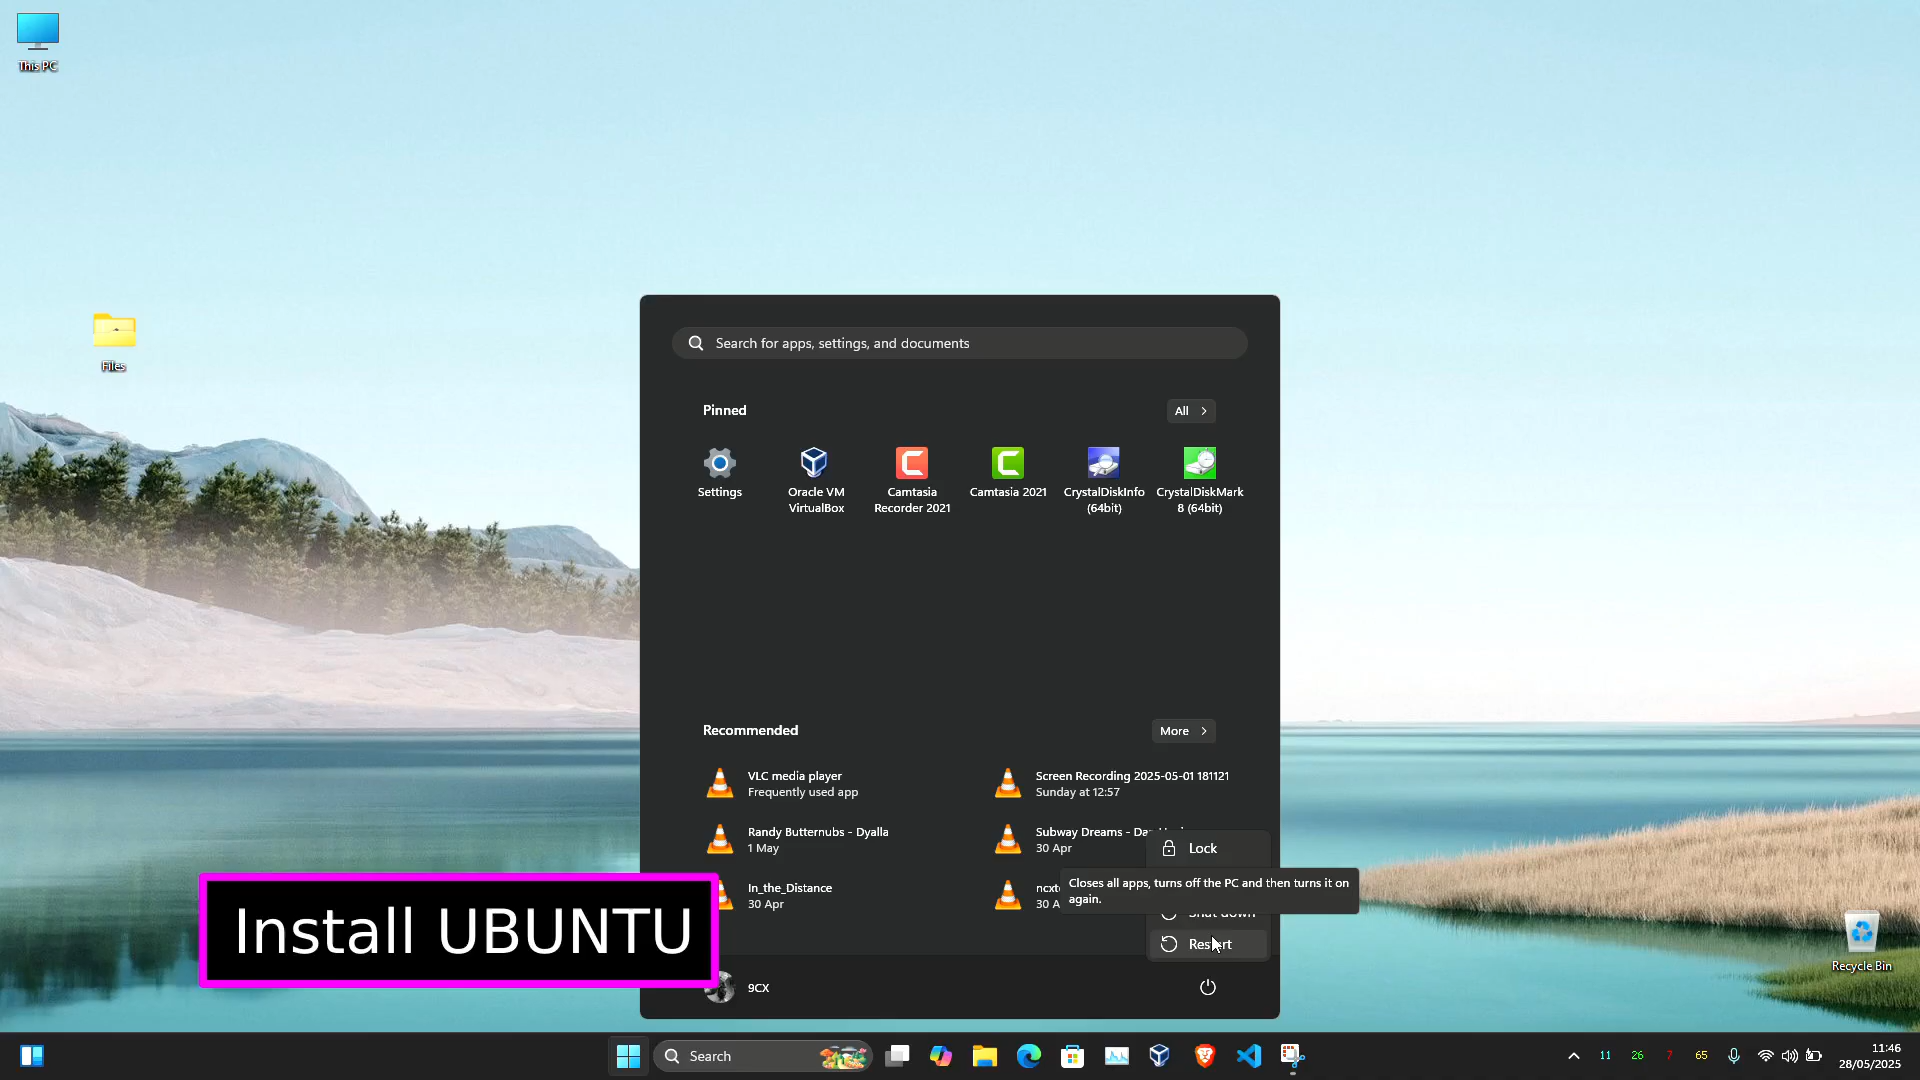 This PC
Files
Search for apps, settings, and documents
Pinned
All
Settings
Oracle VM
VirtualBox
Camtasia
Recorder 2021
Camtasia 2021
CrystalDiskInfo
(64bit)
CrystalDiskMark
8 (64bit)
Recommended
More
VLC media player
Frequently used app
Screen Recording 2025-05-01 181121
Sunday at 12:57
Randy Butternubs - Dyalla
1 May
Subway Dreams -
30 Apr
Lock
In_the_Distance
30 Apr
Closes all apps, turns off the PC and then turns it on
again.
Shut down
Restart
Install UBUNTU
9CX
Recycle Bin
Search
11 26 7 65
11:46
28/05/2025